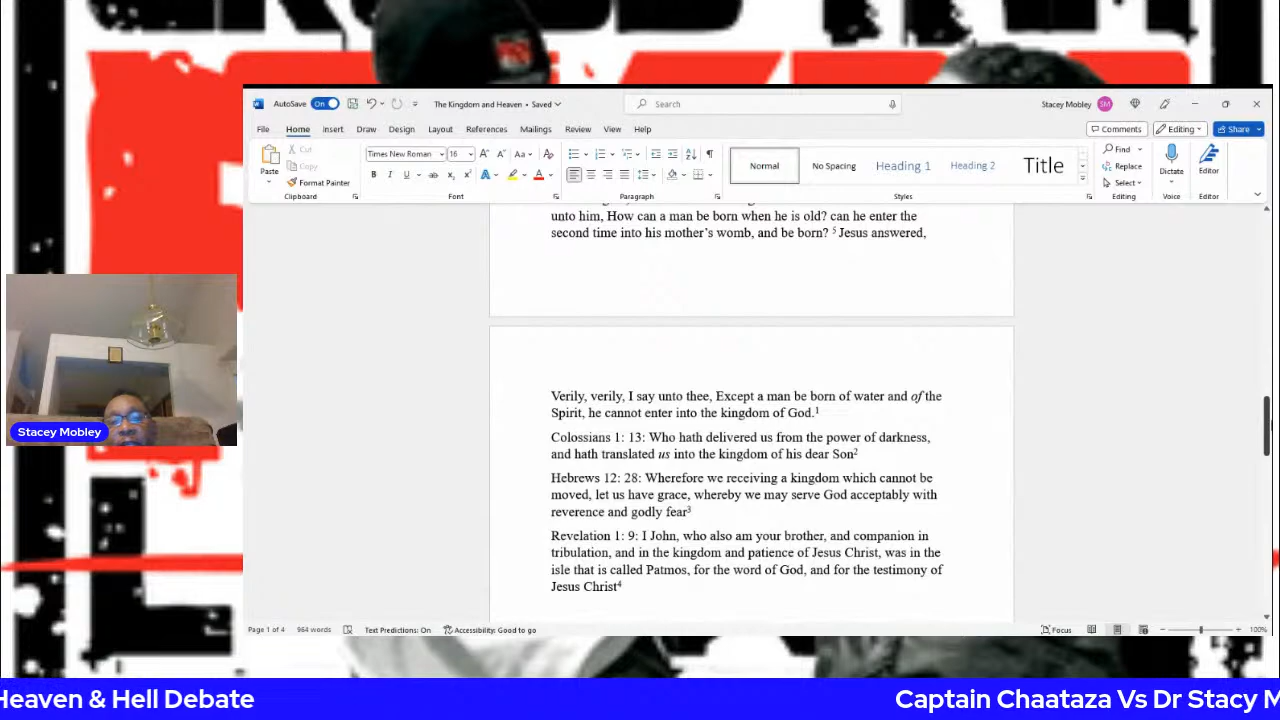 AutoSave On The Kingdom and Heaven • Saved Search Stacey Mobley SM
File Home Insert Draw Design Layout References Mailings Review View Help Comments Editing Share
Paste Cut Copy Format Painter Clipboard
Times New Roman 16 Font
Paragraph
Normal No Spacing Heading 1 Heading 2 Title Styles
Find Replace Select Editing
Dictate Voice
Editor Editor
unto him, How can a man be born when he is old? can he enter the
second time into his mother’s womb, and be born? ⁵ Jesus answered,
Verily, verily, I say unto thee, Except a man be born of water and of the
Spirit, he cannot enter into the kingdom of God.¹
Colossians 1: 13: Who hath delivered us from the power of darkness,
and hath translated us into the kingdom of his dear Son²
Hebrews 12: 28: Wherefore we receiving a kingdom which cannot be
moved, let us have grace, whereby we may serve God acceptably with
reverence and godly fear³
Revelation 1: 9: I John, who also am your brother, and companion in
tribulation, and in the kingdom and patience of Jesus Christ, was in the
isle that is called Patmos, for the word of God, and for the testimony of
Jesus Christ⁴
Stacey Mobley
Page 1 of 4 964 words Text Predictions: On Accessibility: Good to go Focus 100%
Heaven & Hell Debate Captain Chaataza Vs Dr Stacy M